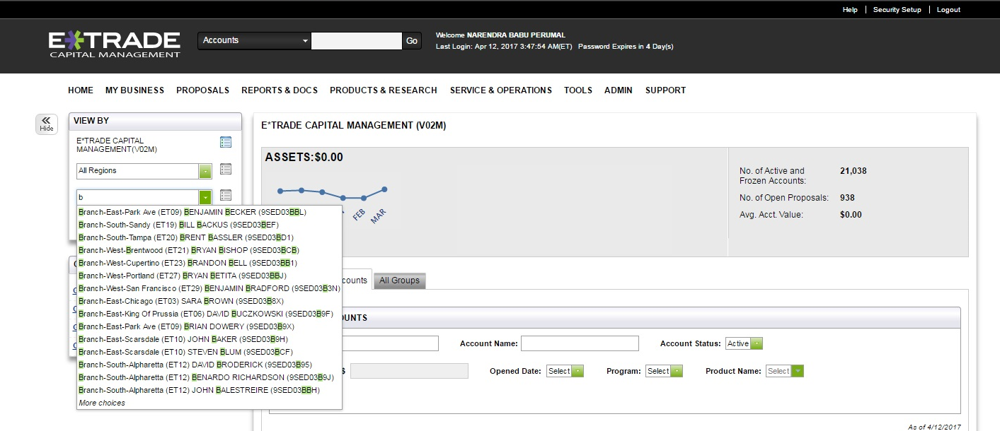 Help | Security Setup | Logout
E*TRADE
CAPITAL MANAGEMENT
Accounts
Go
Welcome NARENDRA BABU PERUMAL
Last Login: Apr 12, 2017 3:47:54 AM(ET) Password Expires in 4 Day(s)
HOME MY BUSINESS PROPOSALS REPORTS & DOCS PRODUCTS & RESEARCH SERVICE & OPERATIONS TOOLS ADMIN SUPPORT
Hide
VIEW BY
E*TRADE CAPITAL
MANAGEMENT(V02M)
All Regions
b
Branch-East-Park Ave (ET09) BENJAMIN BECKER (9SED03BBL)
Branch-South-Sandy (ET19) BILL BACKUS (9SED03BEF)
Branch-South-Tampa (ET20) BRENT BASSLER (9SED03BD1)
Branch-West-Brentwood (ET21) BRYAN BISHOP (9SED03BCB)
Branch-West-Cupertino (ET23) BRANDON BELL (9SED03BB1)
Branch-West-Portland (ET27) BRYAN BETITA (9SED03BBJ)
Branch-West-San Francisco (ET29) BENJAMIN BRADFORD (9SED03B3N)
Branch-East-Chicago (ET03) SARA BROWN (9SED03B8X)
Branch-East-King Of Prussia (ET06) DAVID BUCZKOWSKI (9SED03B9F)
Branch-East-Park Ave (ET09) BRIAN DOWERY (9SED03B9X)
Branch-East-Scarsdale (ET10) JOHN BAKER (9SED03B9H)
Branch-East-Scarsdale (ET10) STEVEN BLUM (9SED03BCF)
Branch-South-Alpharetta (ET12) DAVID BRODERICK (9SED03B95)
Branch-South-Alpharetta (ET12) BENARDO RICHARDSON (9SED03B9J)
Branch-South-Alpharetta (ET12) JOHN BALESTREIRE (9SED03BBH)
More choices
E*TRADE CAPITAL MANAGEMENT (V02M)
ASSETS:$0.00
FEB
MAR
No. of Active and
Frozen Accounts: 21,038
No. of Open Proposals: 938
Avg. Acct. Value: $0.00
counts
All Groups
UNTS
Account Name:
Account Status: Active
$
Opened Date: Select
Program: Select
Product Name: Select
As of 4/12/2017